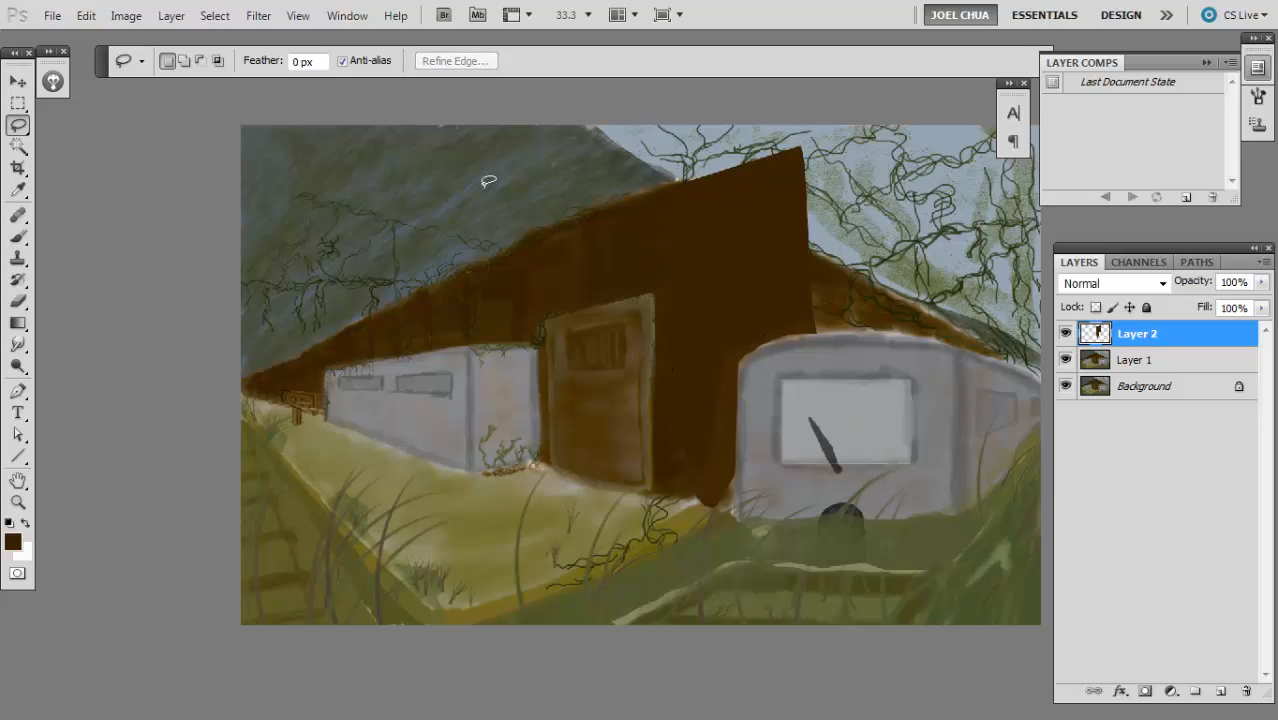 Ps File Edit Image Layer Select Filter View Window Help Br Mb 33.3 JOEL CHUA ESSENTIALS DESIGN CS Live
Feather: 0 px Anti-alias Refine Edge...
LAYER COMPS
Last Document State
A
LAYERS CHANNELS PATHS
Normal Opacity: 100%
Lock: Fill: 100%
Layer 2
Layer 1
Background
T
fx